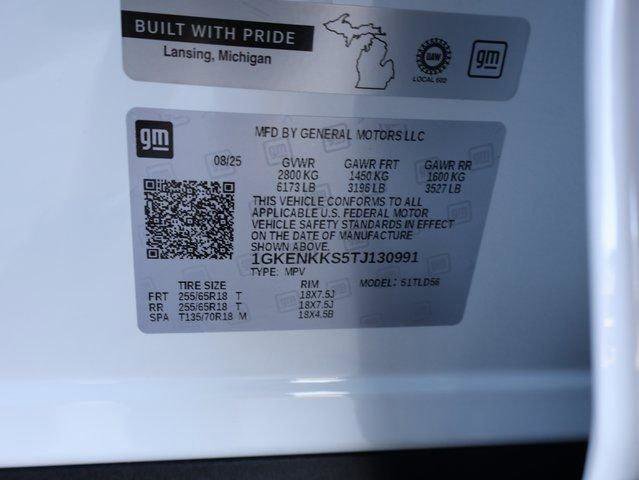 BUILT WITH PRIDE
Lansing, Michigan
UAW
LOCAL 602
gm
gm
MFD BY GENERAL MOTORS LLC
08/25 GVWR GAWR FRT GAWR RR
2800 KG 1450 KG 1600 KG
6173 LB 3196 LB 3527 LB
THIS VEHICLE CONFORMS TO ALL
APPLICABLE U.S. FEDERAL MOTOR
VEHICLE SAFETY STANDARDS IN EFFECT
ON THE DATE OF MANUFACTURE
SHOWN ABOVE.
1GKENKKS5TJ130991
TYPE: MPV MODEL: 51TLD56
TIRE SIZE RIM
FRT 255/65R18 T 18X7.5J
RR 255/65R18 T 18X7.5J
SPA T135/70R18 M 18X4.5B